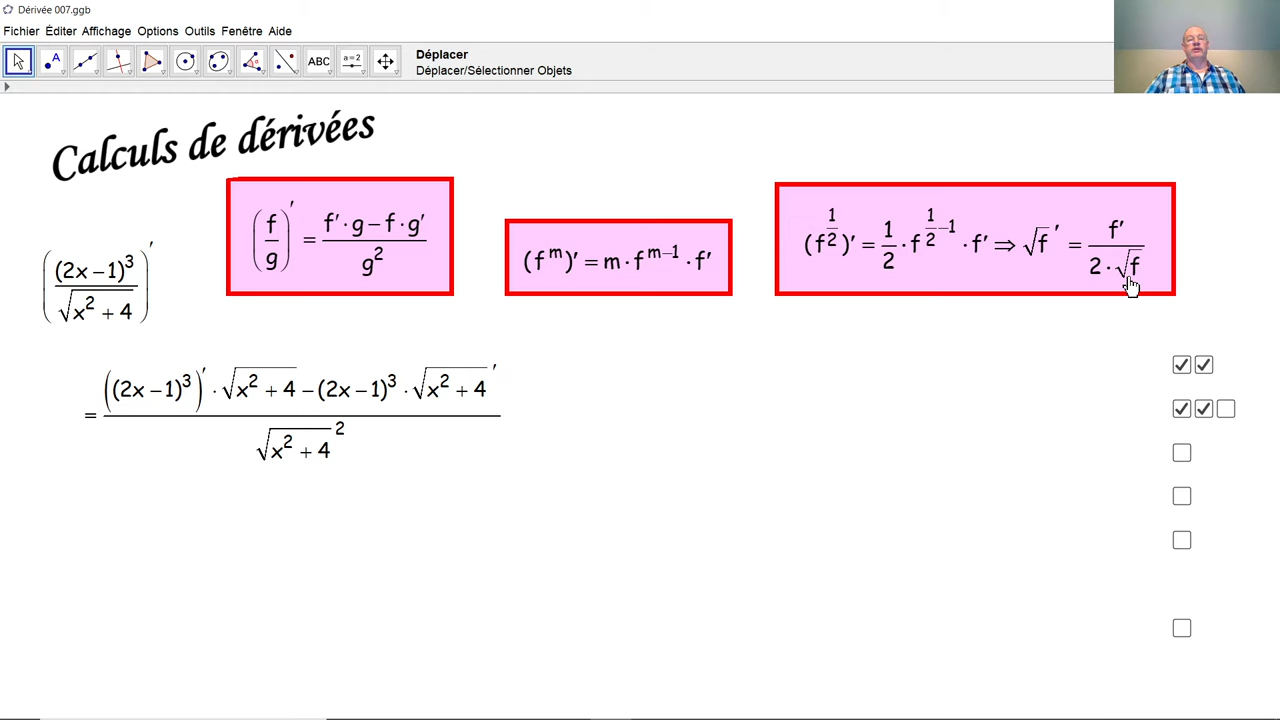 Dérivée 007.ggb
Fichier Éditer Affichage Options Outils Fenêtre Aide
A ABC a=2
Déplacer
Déplacer/Sélectionner Objets
Calculs de dérivées
(f/g)′ = (f′·g−f·g′)/g²
(f^m)′ = m·f^(m−1)·f′
(f^(1/2))′ = 1/2·f^(1/2−1)·f′ ⇒ √f ′ = f′/(2·√f)
((2x−1)³/√(x²+4))′
= (((2x−1)³)′·√(x²+4)−(2x−1)³·√(x²+4)′)/√(x²+4)²